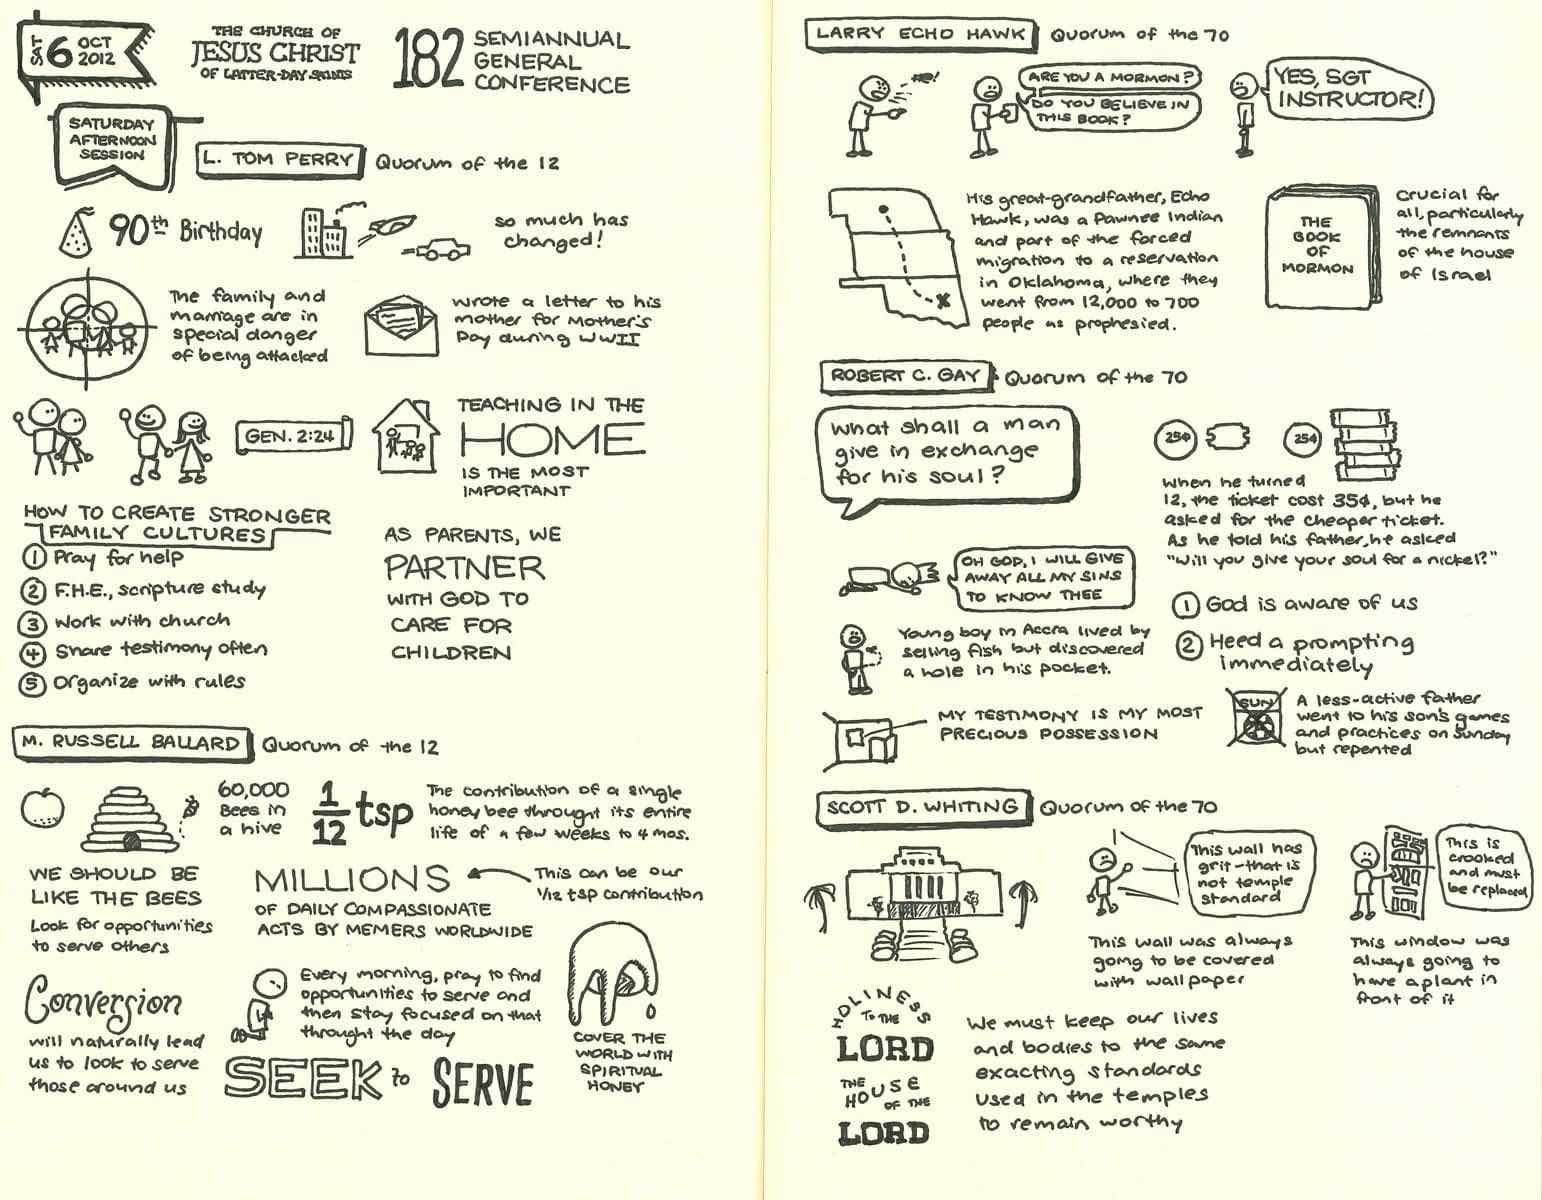 SAT 6 OCT 2012
THE CHURCH OF
JESUS CHRIST
OF LATTER-DAY SAINTS
182
SEMIANNUAL
GENERAL
CONFERENCE
SATURDAY
AFTERNOON
SESSION
L. TOM PERRY Quorum of the 12
90th Birthday
so much has
changed!
The family and
marriage are in
special danger
of being attacked
wrote a letter to his
mother for Mother's
Day during WWII
GEN. 2:24
TEACHING IN THE
HOME
IS THE MOST
IMPORTANT
HOW TO CREATE STRONGER
FAMILY CULTURES
1 Pray for help
2 F.H.E., scripture study
3 Work with church
4 Share testimony often
5 Organize with rules
AS PARENTS, WE
PARTNER
WITH GOD TO
CARE FOR
CHILDREN
M. RUSSELL BALLARD Quorum of the 12
60,000
Bees in
a hive
1/12 tsp
The contribution of a single
honey bee throught its entire
life of a few weeks to 4 mos.
WE SHOULD BE
LIKE THE BEES
Look for opportunities
to serve others
MILLIONS
OF DAILY COMPASSIONATE
ACTS BY MEMERS WORLDWIDE
This can be our
1/12 tsp contribution
Conversion
will naturally lead
us to look to serve
those around us
Every morning, pray to find
opportunities to serve and
then stay focused on that
throught the day
SEEK to SERVE
COVER THE
WORLD WITH
SPIRITUAL
HONEY
LARRY ECHO HAWK Quorum of the 70
#@!
ARE YOU A MORMON?
DO YOU BELIEVE IN
THIS BOOK?
YES, SGT
INSTRUCTOR!
His great-grandfather, Echo
Hawk, was a Pawnee Indian
and part of the forced
migration to a reservation
in Oklahoma, where they
went from 12,000 to 700
people as prophesied.
THE
BOOK
OF
MORMON
Crucial for
all, particularly
the remnants
of the house
of Israel
ROBERT C. GAY Quorum of the 70
What shall a man
give in exchange
for his soul?
25¢
25¢
When he turned
12, the ticket cost 35¢, but he
asked for the cheaper ticket.
As he told his father, he asked
"Will you give your soul for a nickel?"
OH GOD, I WILL GIVE
AWAY ALL MY SINS
TO KNOW THEE
1 God is aware of us
2 Heed a prompting
immediately
Young boy in Accra lived by
selling fish but discovered
a hole in his pocket.
MY TESTIMONY IS MY MOST
PRECIOUS POSSESSION
SUN
A less-active father
went to his son's games
and practices on Sunday
but repented
SCOTT D. WHITING Quorum of the 70
This wall has
grit-that is
not temple
standard
This is
crooked
and must
be replaced
This wall was always
going to be covered
with wall paper
This window was
always going to
have a plant in
front of it
HOLINESS
TO THE
LORD
THE
HOUSE
OF THE
LORD
We must keep our lives
and bodies to the same
exacting standards
used in the temples
to remain worthy